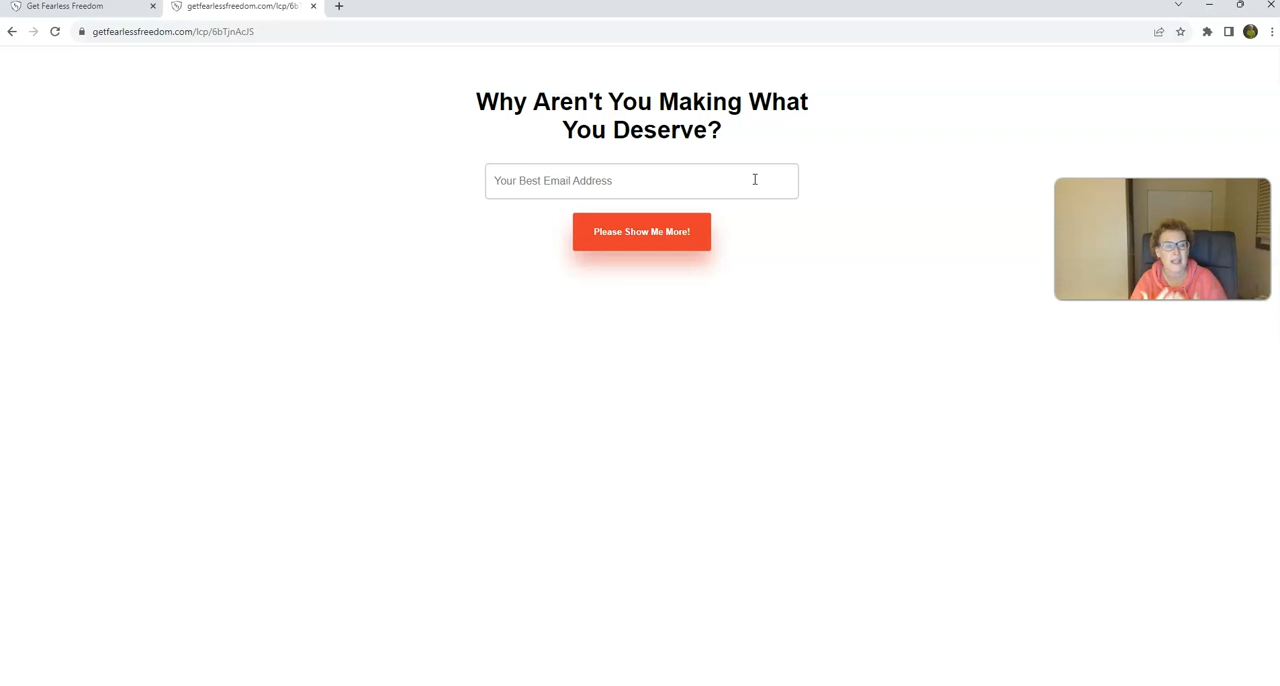 Get Fearless Freedom
getfearlessfreedom.com/lcp/6b
getfearlessfreedom.com/lcp/6bTjnAcJS
Why Aren't You Making What
You Deserve?
Your Best Email Address
Please Show Me More!